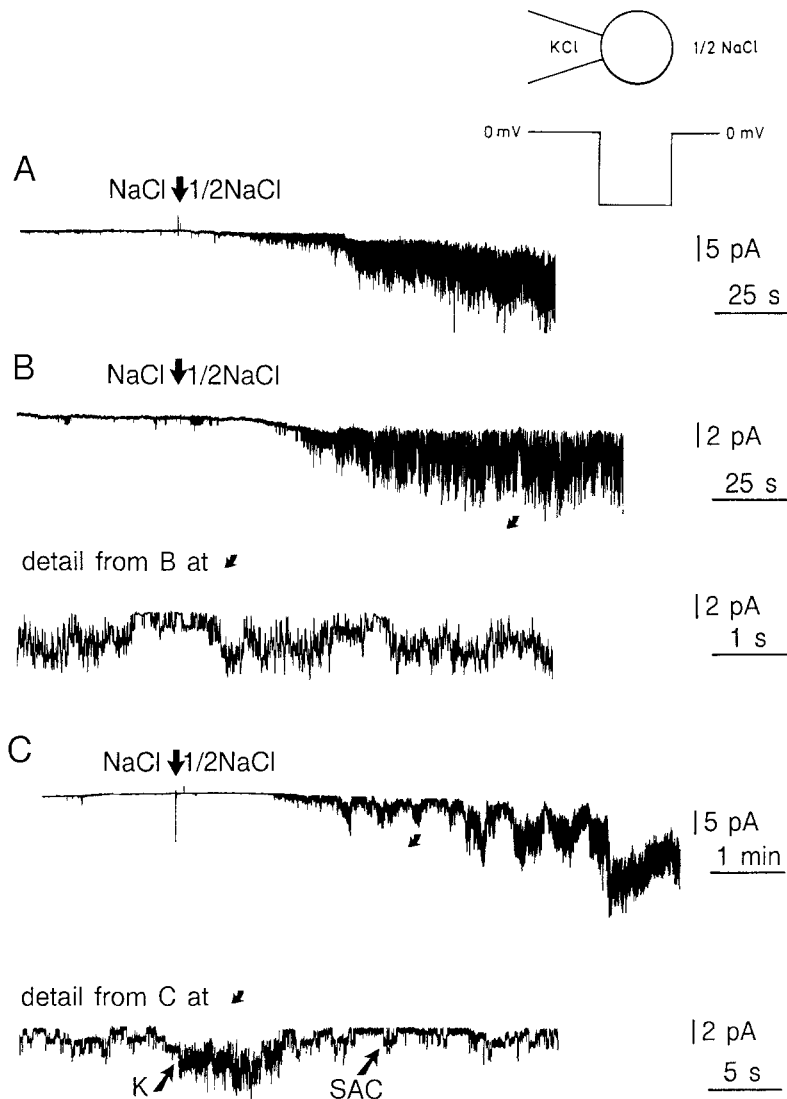 KCl
1/2 NaCl
0 mV
0 mV
A
NaCl 1/2NaCl
5 pA
25 s
B
NaCl 1/2NaCl
2 pA
25 s
detail from B at
2 pA
1 s
C
NaCl 1/2NaCl
5 pA
1 min
detail from C at
K
SAC
2 pA
5 s